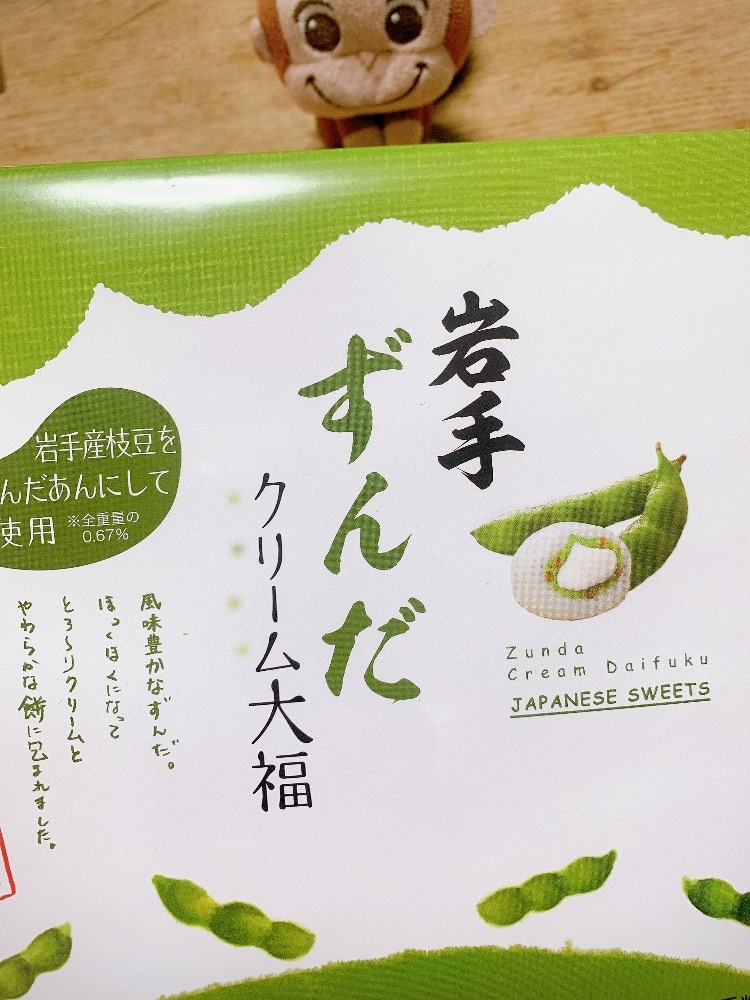 岩手
ずんだ
クリーム大福
Zunda
Cream Daifuku
JAPANESE SWEETS
岩手産枝豆を
んだあんにして
使用 ※全重量の
0.67%
風味豊かなずんだ。
ほっくほくになって
とろ〜りクリームと
やわらかな餅に包まれました。